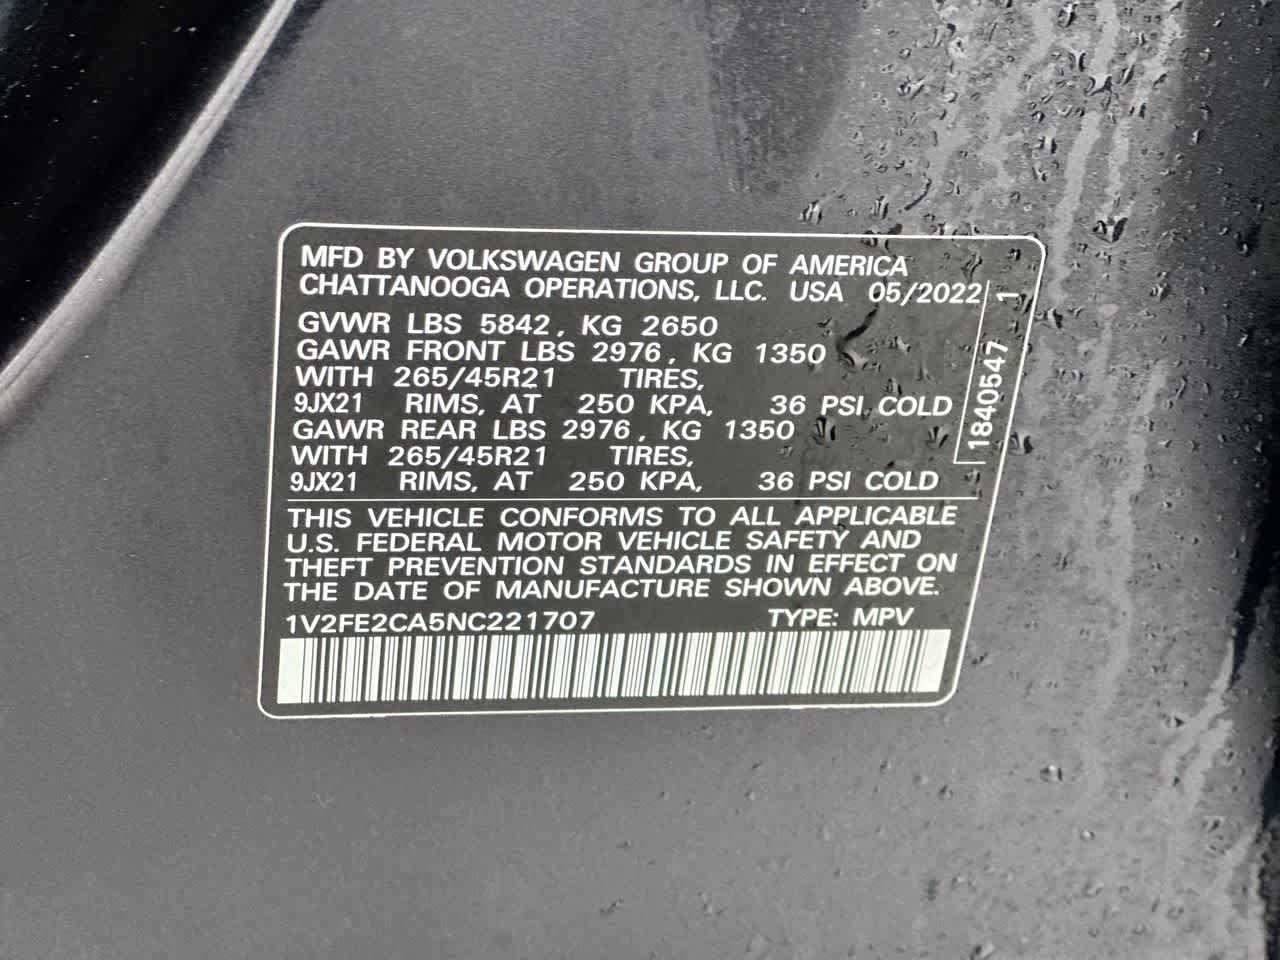 MFD BY VOLKSWAGEN GROUP OF AMERICA
CHATTANOOGA OPERATIONS, LLC. USA 05/2022
GVWR LBS 5842, KG 2650
GAWR FRONT LBS 2976, KG 1350
WITH 265/45R21 TIRES,
9JX21 RIMS, AT 250 KPA, 36 PSI COLD
GAWR REAR LBS 2976, KG 1350
WITH 265/45R21 TIRES,
9JX21 RIMS, AT 250 KPA, 36 PSI COLD
1840547 1
THIS VEHICLE CONFORMS TO ALL APPLICABLE
U.S. FEDERAL MOTOR VEHICLE SAFETY AND
THEFT PREVENTION STANDARDS IN EFFECT ON
THE DATE OF MANUFACTURE SHOWN ABOVE.
1V2FE2CA5NC221707 TYPE: MPV